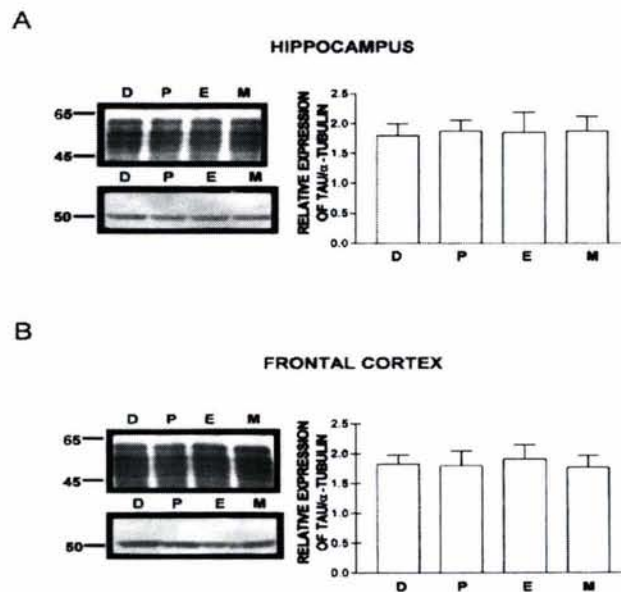 A
HIPPOCAMPUS
D P E M
65
45
D P E M
50
RELATIVE EXPRESSION
OF TAU/α-TUBULIN
2.5
2.0
1.5
1.0
0.5
0.0
D P E M
B
FRONTAL CORTEX
D P E M
65
45
D P E M
50
RELATIVE EXPRESSION
OF TAU/α-TUBULIN
2.5
2.0
1.5
1.0
0.5
0.0
D P E M